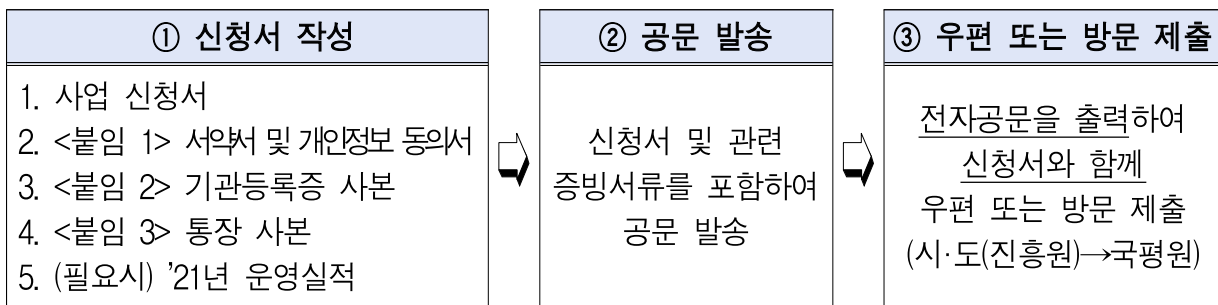 ① 신청서 작성
1. 사업 신청서
2. <붙임 1> 서약서 및 개인정보 동의서
3. <붙임 2> 기관등록증 사본
4. <붙임 3> 통장 사본
5. (필요시) ’21년 운영실적
② 공문 발송
신청서 및 관련
증빙서류를 포함하여
공문 발송
③ 우편 또는 방문 제출
전자공문을 출력하여
신청서와 함께
우편 또는 방문 제출
(시·도(진흥원)→국평원)